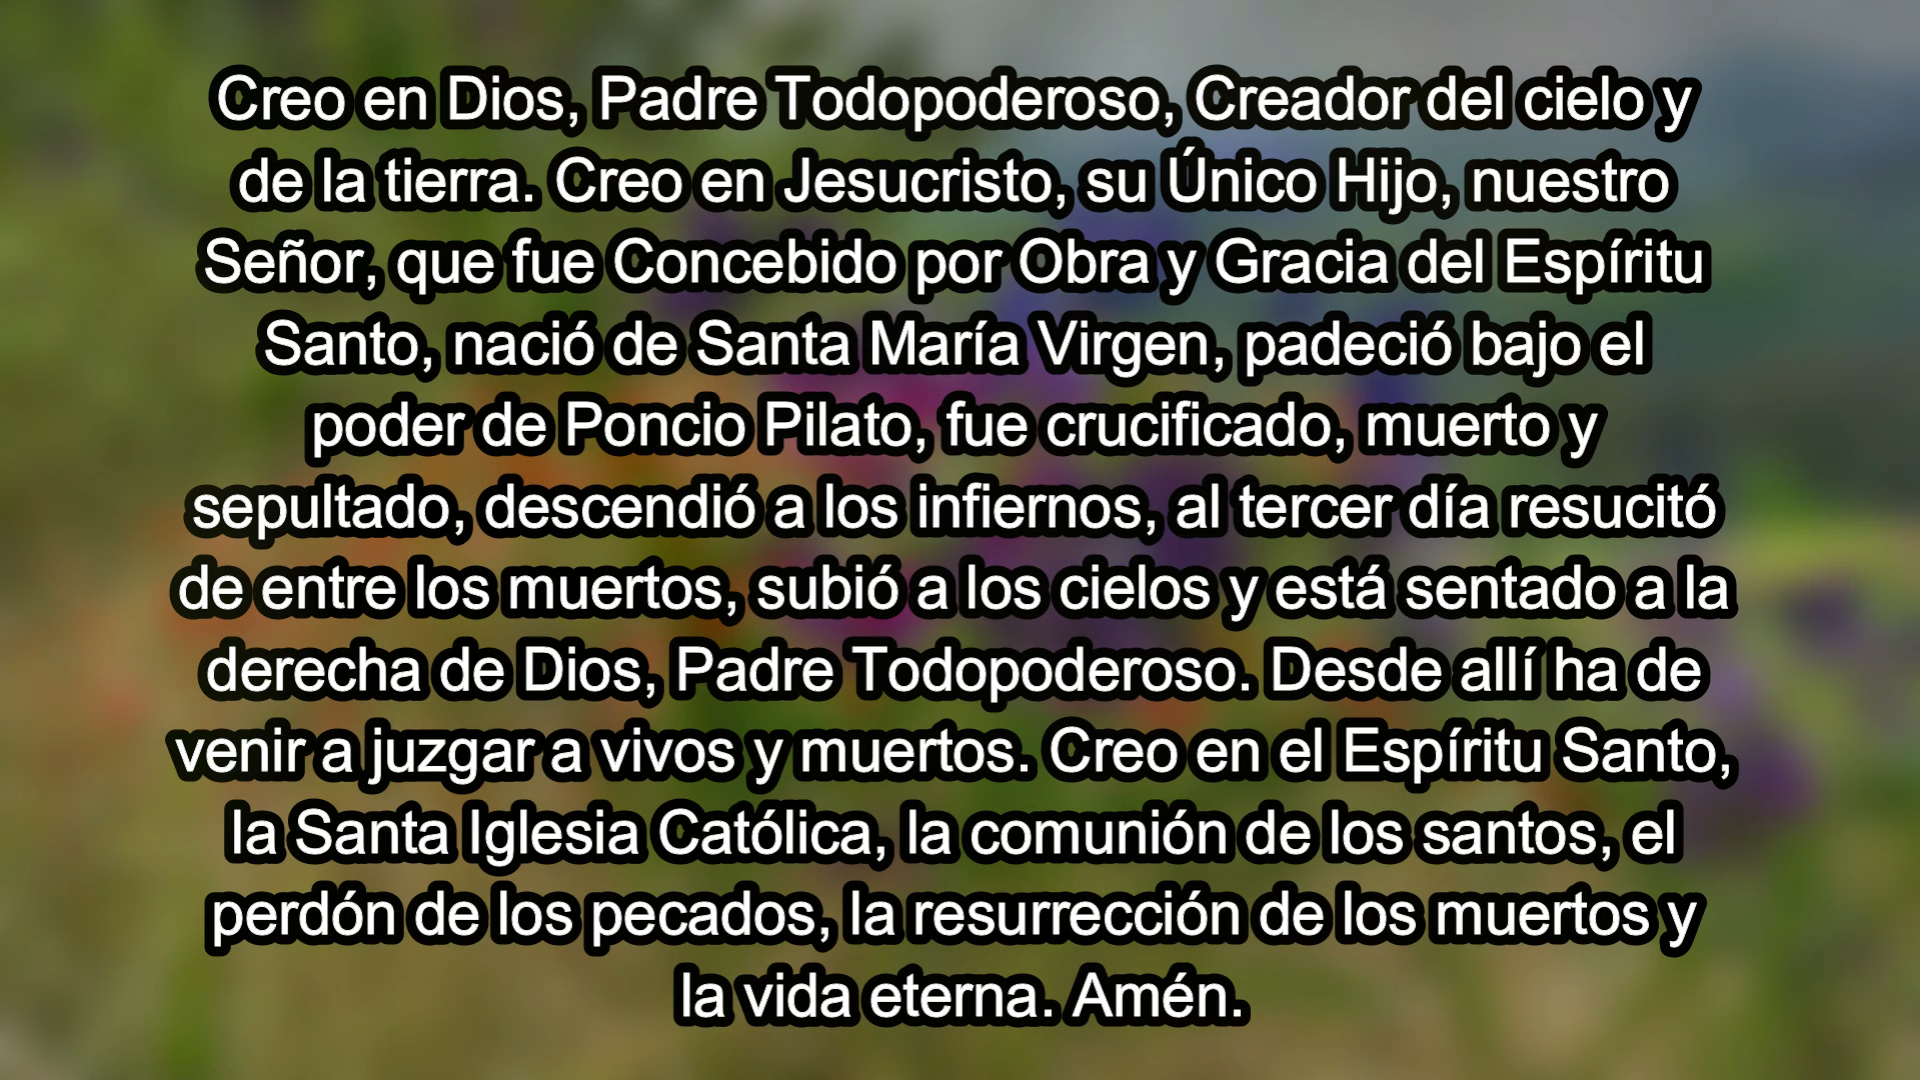 Creo en Dios, Padre Todopoderoso, Creador del cielo y
de la tierra. Creo en Jesucristo, su Único Hijo, nuestro
Señor, que fue Concebido por Obra y Gracia del Espíritu
Santo, nació de Santa María Virgen, padeció bajo el
poder de Poncio Pilato, fue crucificado, muerto y
sepultado, descendió a los infiernos, al tercer día resucitó
de entre los muertos, subió a los cielos y está sentado a la
derecha de Dios, Padre Todopoderoso. Desde allí ha de
venir a juzgar a vivos y muertos. Creo en el Espíritu Santo,
la Santa Iglesia Católica, la comunión de los santos, el
perdón de los pecados, la resurrección de los muertos y
la vida eterna. Amén.